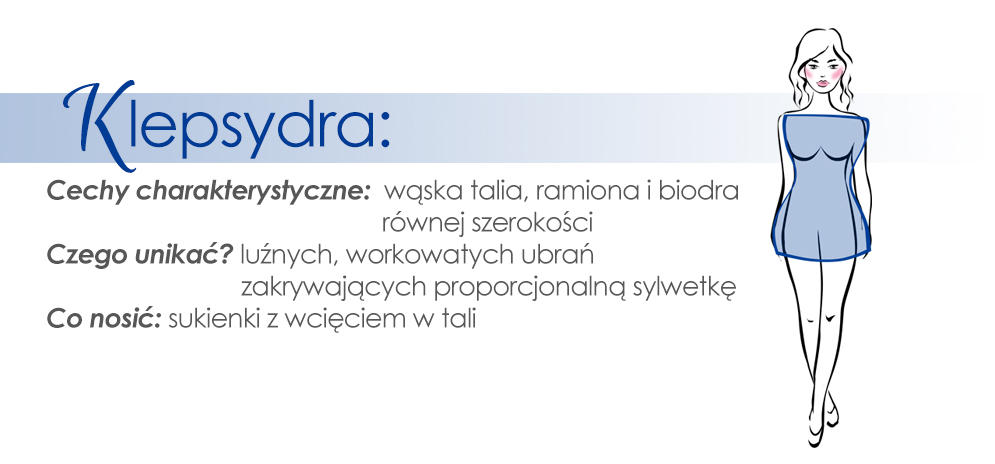 Klepsydra:
Cechy charakterystyczne: wąska talia, ramiona i biodra
równej szerokości
Czego unikać? luźnych, workowatych ubrań
zakrywających proporcjonalną sylwetkę
Co nosić: sukienki z wcięciem w tali